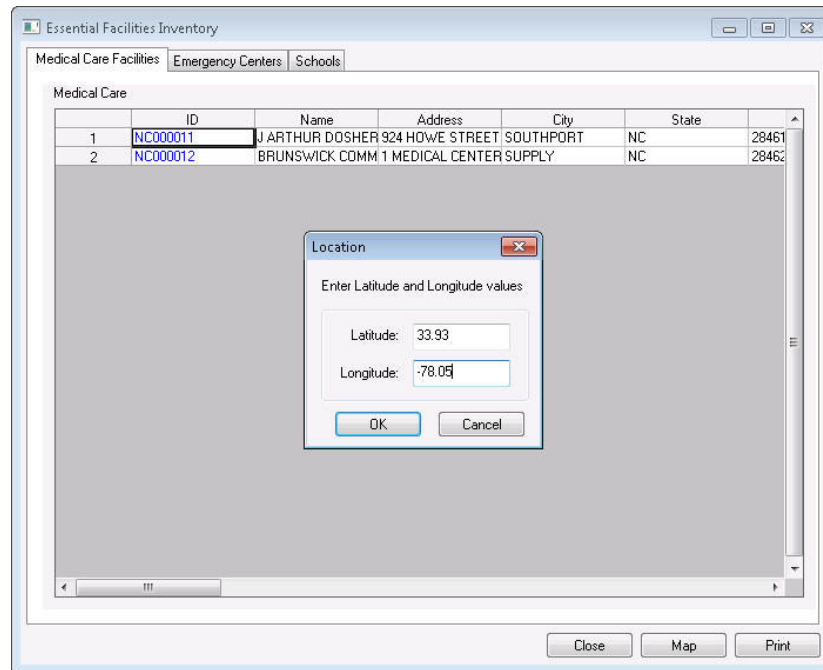 Essential Facilities Inventory
Medical Care Facilities Emergency Centers Schools
Medical Care
ID Name Address City State
1 NC000011 J ARTHUR DOSHER 924 HOWE STREET SOUTHPORT NC 28461
2 NC000012 BRUNSWICK COMM 1 MEDICAL CENTER SUPPLY NC 28462
Location
Enter Latitude and Longitude values
Latitude: 33.93
Longitude: -78.05
OK Cancel
Close Map Print